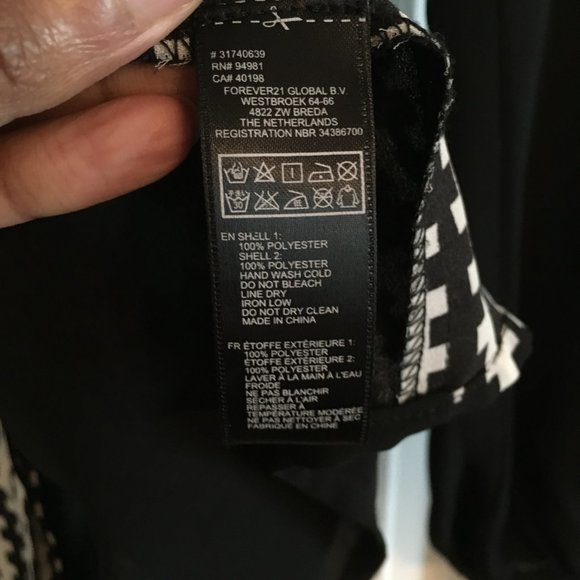 # 31740639
RN# 94981
CA# 40198
FOREVER21 GLOBAL B.V.
WESTBROEK 64-66
4822 ZW BREDA
THE NETHERLANDS
REGISTRATION NBR 34386700
30
EN SHELL 1:
100% POLYESTER
SHELL 2:
100% POLYESTER
HAND WASH COLD
DO NOT BLEACH
LINE DRY
IRON LOW
DO NOT DRY CLEAN
MADE IN CHINA
FR ÉTOFFE EXTÉRIEURE 1:
100% POLYESTER
ÉTOFFE EXTÉRIEURE 2:
100% POLYESTER
LAVER À LA MAIN À L'EAU
FROIDE
NE PAS BLANCHIR
SÉCHER À L'AIR
REPASSER À
TEMPÉRATURE MODÉRÉE
NE PAS NETTOYER À SEC
FABRIQUÉ EN CHINE